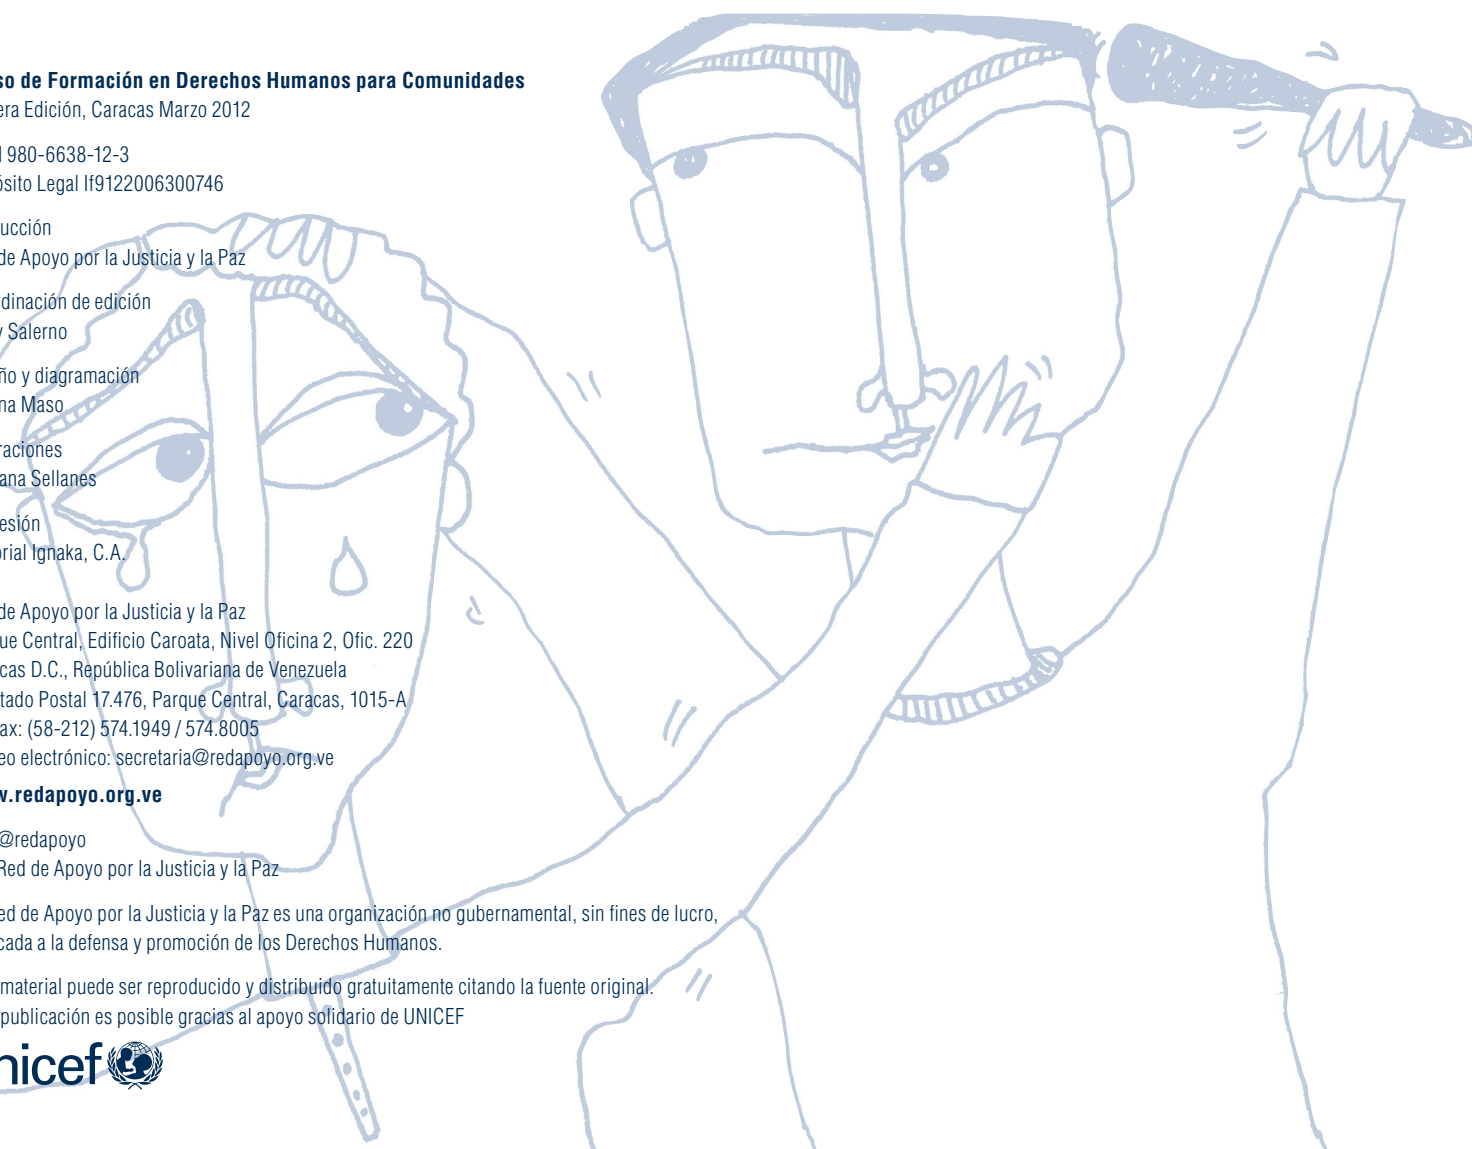 so de Formación en Derechos Humanos para Comunidades
era Edición, Caracas Marzo 2012
980-6638-12-3
ósito Legal lf9122006300746
ucción
de Apoyo por la Justicia y la Paz
dinación de edición
y Salerno
ño y diagramación
na Maso
raciones
ana Sellanes
esión
orial Ignaka, C.A.
de Apoyo por la Justicia y la Paz
ue Central, Edificio Caroata, Nivel Oficina 2, Ofic. 220
cas D.C., República Bolivariana de Venezuela
tado Postal 17.476, Parque Central, Caracas, 1015-A
ax: (58-212) 574.1949 / 574.8005
eo electrónico: secretaria@redapoyo.org.ve
w.redapoyo.org.ve
@redapoyo
Red de Apoyo por la Justicia y la Paz
ed de Apoyo por la Justicia y la Paz es una organización no gubernamental, sin fines de lucro,
cada a la defensa y promoción de los Derechos Humanos.
material puede ser reproducido y distribuido gratuitamente citando la fuente original.
publicación es posible gracias al apoyo solidario de UNICEF
nicef